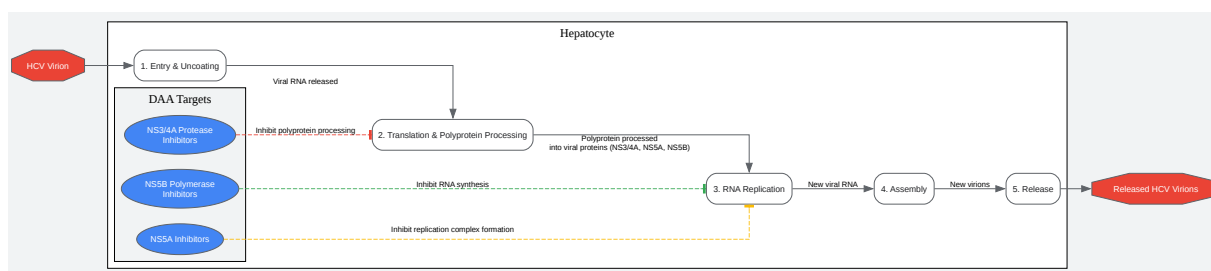 Hepatocyte
HCV Virion
1. Entry & Uncoating
Viral RNA released
DAA Targets
NS3/4A Protease
Inhibitors
Inhibit polyprotein processing
2. Translation & Polyprotein Processing
Polyprotein processed
into viral proteins (NS3/4A, NS5A, NS5B)
NS5B Polymerase
Inhibitors
Inhibit RNA synthesis
3. RNA Replication
New viral RNA
4. Assembly
New virions
5. Release
Released HCV Virions
NS5A Inhibitors
Inhibit replication complex formation